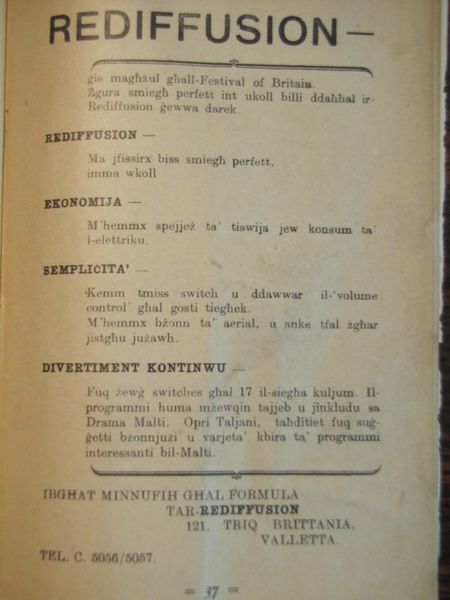 REDIFFUSION —
ġie magħżul għall-Festival of Britain.
Żgura smiegħ perfett int ukoll billi ddaħħal ir-
Rediffusion ġewwa darek.
REDIFFUSION —
Ma jfissirx biss smiegħ perfett,
imma wkoll
EKONOMIJA —
M'hemmx spejjeż ta' tiswija jew konsum ta'
l-elettriku.
SEMPLIĊITA' —
Kemm tmiss switch u ddawwar il-'volume
control' għal gosti tiegħek.
M'hemmx bżonn ta' aerial, u anke tfal żgħar
jistgħu jużawh.
DIVERTIMENT KONTINWU —
Fuq żewġ switches għal 17 il-siegħa kuljum. Il-
programmi huma mżewqin tajjeb u jinkludu sa
Drama Malti, Opri Taljani, taħditiet fuq suġ-
ġetti bżonnjużi u varjeta' kbira ta' programmi
interessanti bil-Malti.
IBGĦAT MINNUFIH GĦAL FORMULA
TAR-REDIFFUSION
121, TRIQ BRITTANIA,
VALLETTA.
TEL. C. 5056/5057.
= 37 =